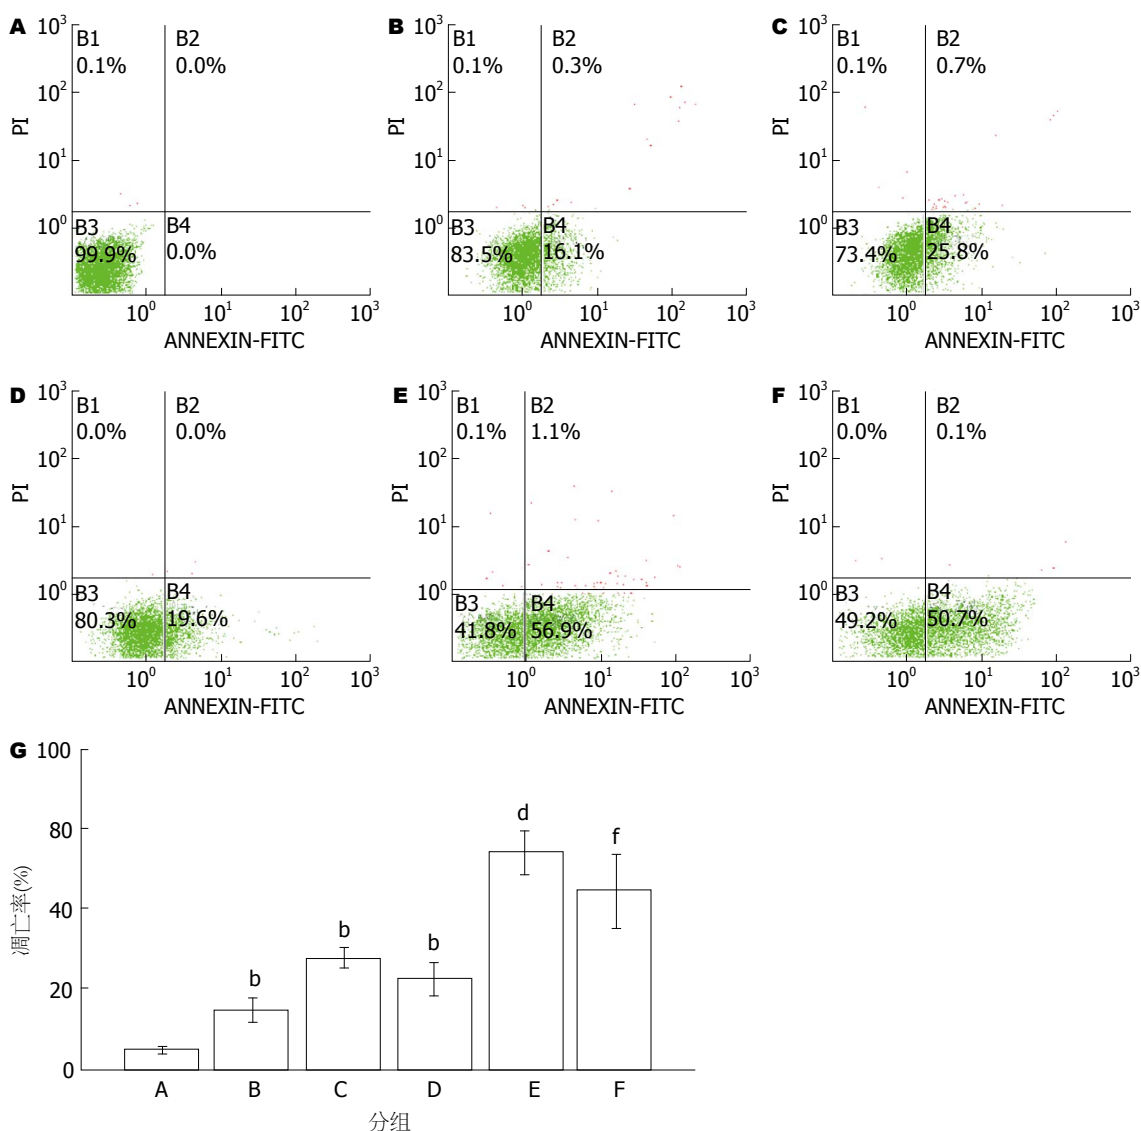 A
10³
B1
0.1%
B2
0.0%
10²
PI
10¹
10⁰
B3
99.9%
B4
0.0%
10⁰ 10¹ 10² 10³
ANNEXIN-FITC
B
10³
B1
0.1%
B2
0.3%
10²
PI
10¹
10⁰
B3
83.5%
B4
16.1%
10⁰ 10¹ 10² 10³
ANNEXIN-FITC
C
10³
B1
0.1%
B2
0.7%
10²
PI
10¹
10⁰
B3
73.4%
B4
25.8%
10⁰ 10¹ 10² 10³
ANNEXIN-FITC
D
10³
B1
0.0%
B2
0.0%
10²
PI
10¹
10⁰
B3
80.3%
B4
19.6%
10⁰ 10¹ 10² 10³
ANNEXIN-FITC
E
10³
B1
0.1%
B2
1.1%
10²
PI
10¹
10⁰
B3
41.8%
B4
56.9%
10⁰ 10¹ 10² 10³
ANNEXIN-FITC
F
10³
B1
0.0%
B2
0.1%
10²
PI
10¹
10⁰
B3
49.2%
B4
50.7%
10⁰ 10¹ 10² 10³
ANNEXIN-FITC
G
100
80
40
20
0
凋亡率(%)
b
b
b
d
f
A B C D E F
分组